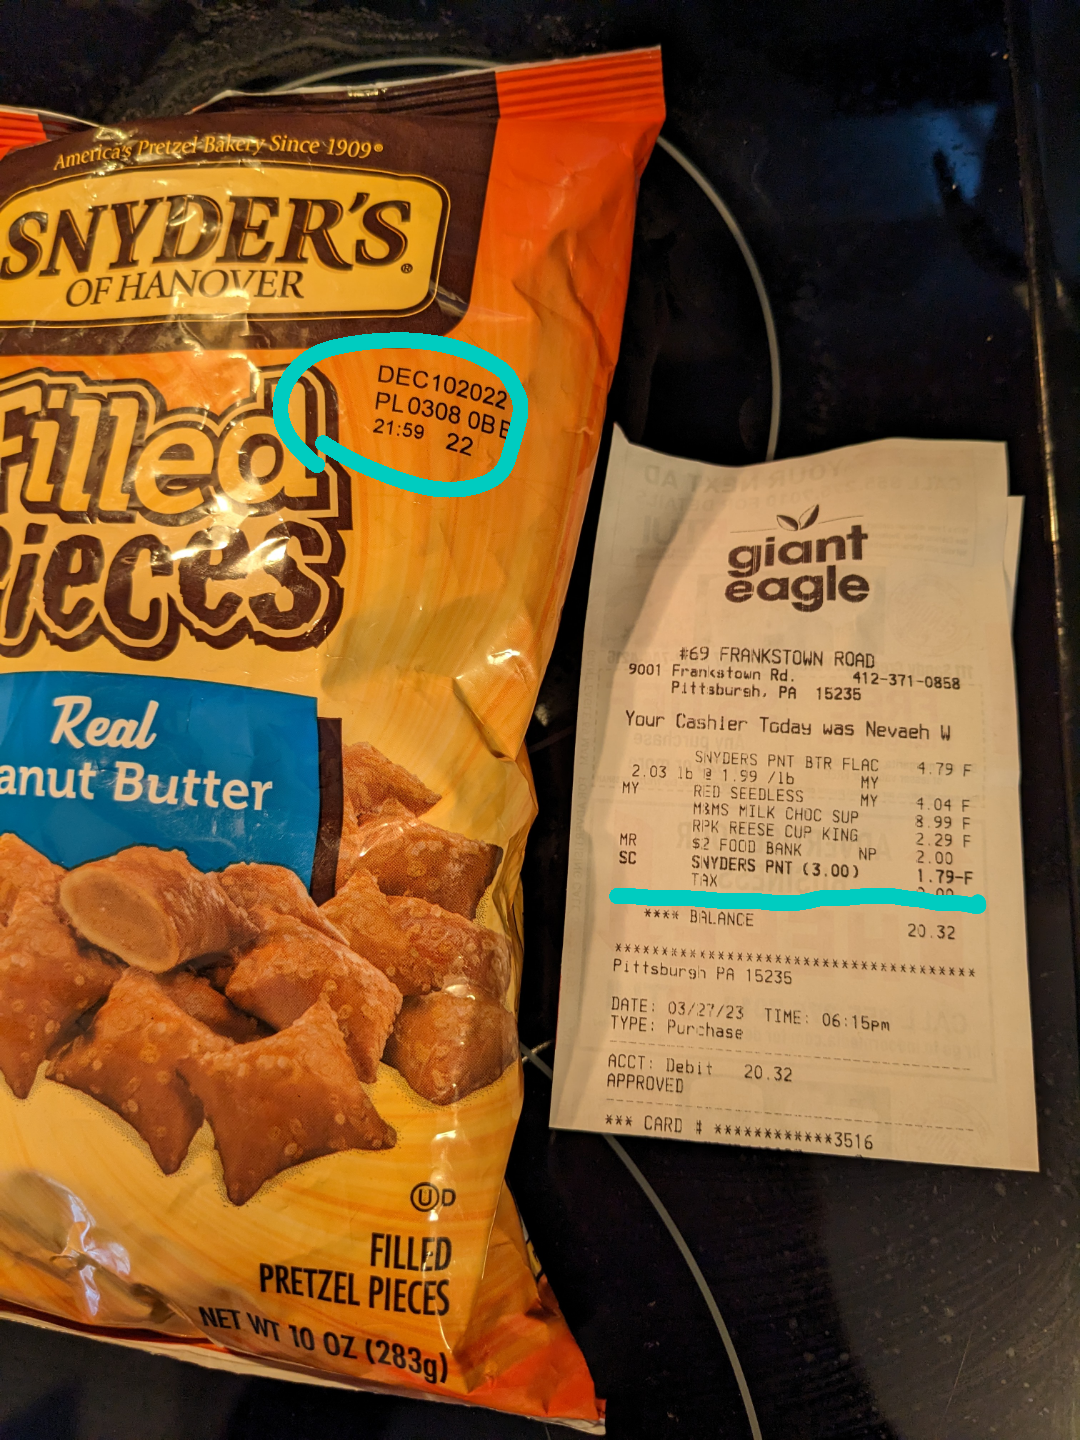 America's Pretzel Bakery Since 1909®
SNYDER'S
OF HANOVER®
Filled
Pieces
DEC102022
PL0308 0B
21:59 22
Real
anut Butter
UD
FILLED
PRETZEL PIECES
NET WT 10 OZ (283g)
giant
eagle
#69 FRANKSTOWN ROAD
9001 Frankstown Rd. 412-371-0858
Pittsburgh, PA 15235
Your Cashier Today was Nevaeh W
SNYDERS PNT BTR FLAC 4.79 F
2.03 lb @ 1.99 /lb MY
MY RED SEEDLESS MY 4.04 F
M&MS MILK CHOC SUP 8.99 F
RPK REESE CUP KING 2.29 F
MR $2 FOOD BANK NP 2.00
SC SNYDERS PNT (3.00) 1.79-F
TAX
**** BALANCE 20.32
************************************
Pittsburgh PA 15235
DATE: 03/27/23 TIME: 06:15pm
TYPE: Purchase
ACCT: Debit 20.32
APPROVED
*** CARD # ************3516